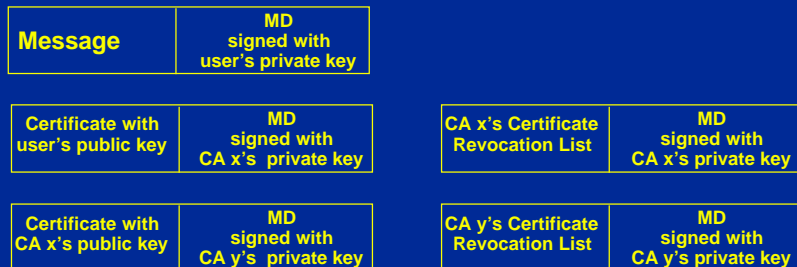 Message
MD
signed with
user's private key
Certificate with
user's public key
MD
signed with
CA x's  private key
CA x's Certificate
Revocation List
MD
signed with
CA x's private key
Certificate with
CA x's public key
MD
signed with
CA y's  private key
CA y's Certificate
Revocation List
MD
signed with
CA y's private key